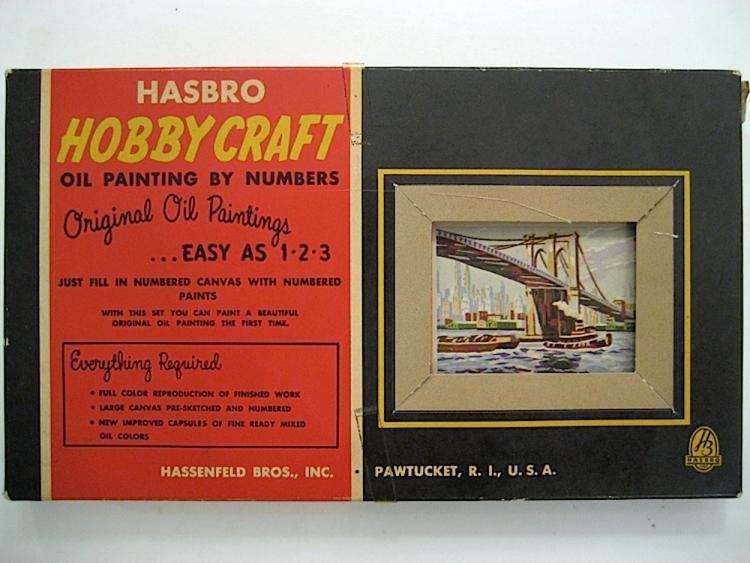 HASBRO
HOBBYCRAFT
OIL PAINTING BY NUMBERS
Original Oil Paintings
...EASY AS 1·2·3
JUST FILL IN NUMBERED CANVAS WITH NUMBERED
PAINTS
WITH THIS SET YOU CAN PAINT A BEAUTIFUL
ORIGINAL OIL PAINTING THE FIRST TIME.
Everything Required
• FULL COLOR REPRODUCTION OF FINISHED WORK
• LARGE CANVAS PRE-SKETCHED AND NUMBERED
• NEW IMPROVED CAPSULES OF FINE READY MIXED
OIL COLORS
HASSENFELD BROS., INC. PAWTUCKET, R. I., U. S. A.
HB
HASBRO